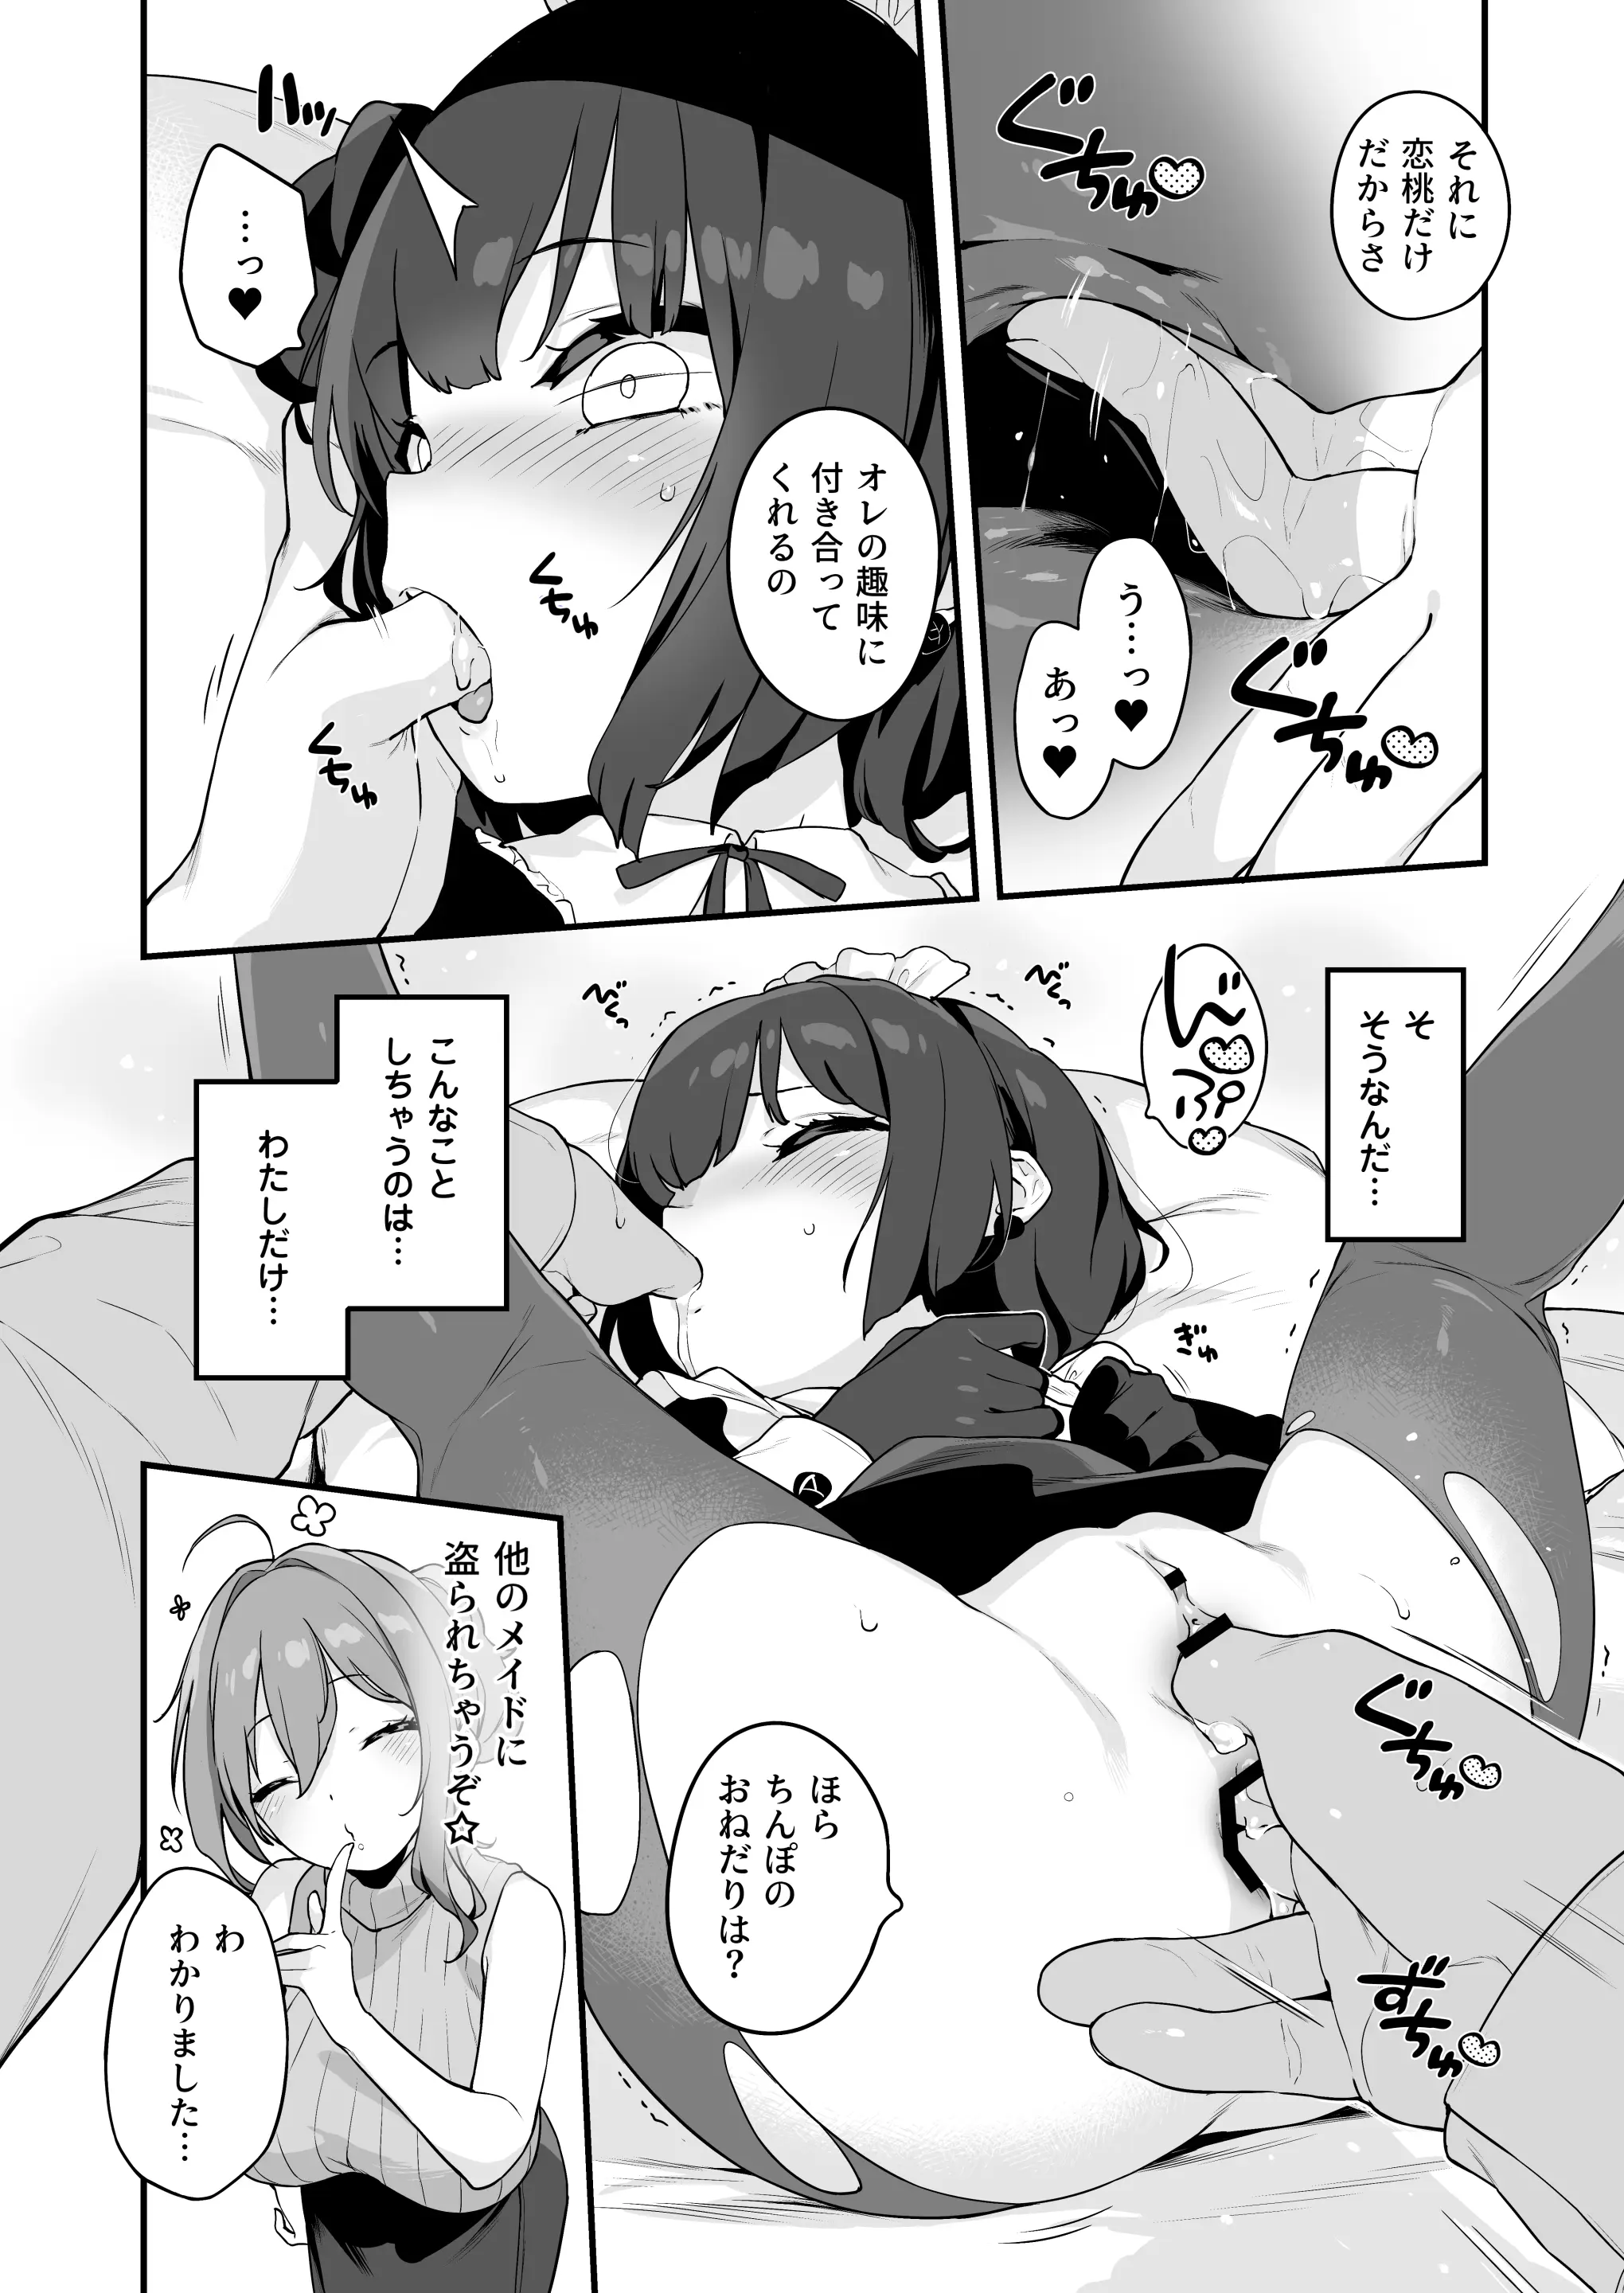 それに
恋桃だけ
だからさ
ぐちゅ
う…っ♥
あっ♥
ぐちゅ
ハッ
…っ♥
オレの趣味に
付き合って
くれるの
くちゅ
くちゅ
そ
そうなんだ…
びくっ
じゅぷ
びくっ
こんなこと
しちゃうのは…
わたしだけ…
ぎゅ
ぐちゅ
ほら
ちんぽの
おねだりは?
ずちゅ
他のメイドに
盗られちゃうぞ☆
わ
わかりました…